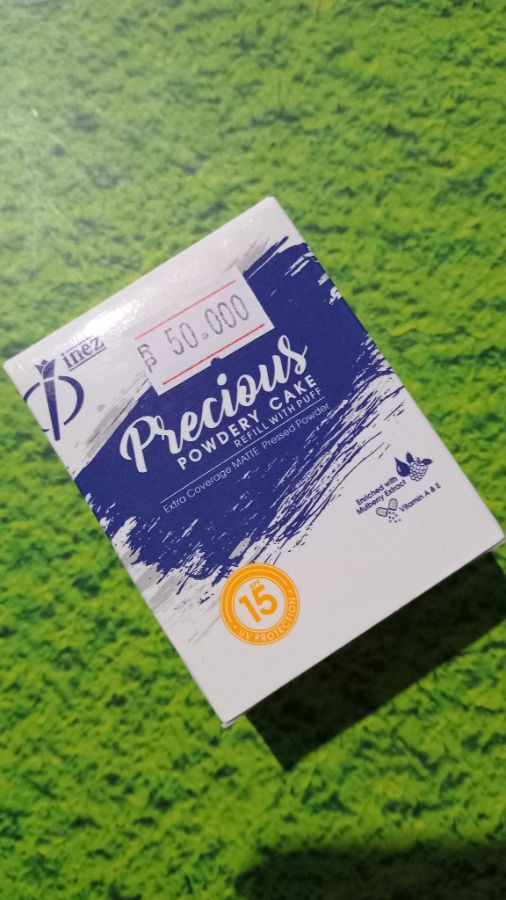 inez
50.000
Precious
POWDERY CAKE
REFILL WITH PUFF
Extra Coverage MATTE Pressed Powder
Enriched with
Mulberry Extract
Vitamin A & E
SPF
15
UV PROTECTION